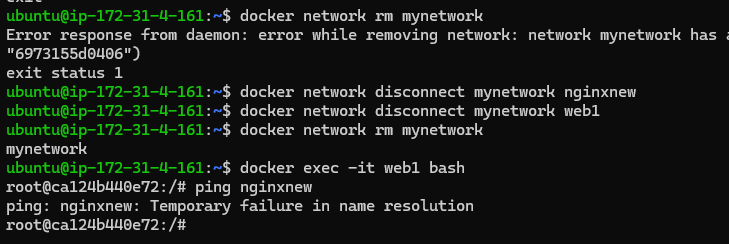 exit
ubuntu@ip-172-31-4-161:~$ docker network rm mynetwork
Error response from daemon: error while removing network: network mynetwork has a
"6973155d0406")
exit status 1
ubuntu@ip-172-31-4-161:~$ docker network disconnect mynetwork nginxnew
ubuntu@ip-172-31-4-161:~$ docker network disconnect mynetwork web1
ubuntu@ip-172-31-4-161:~$ docker network rm mynetwork
mynetwork
ubuntu@ip-172-31-4-161:~$ docker exec -it web1 bash
root@ca124b440e72:/# ping nginxnew
ping: nginxnew: Temporary failure in name resolution
root@ca124b440e72:/#